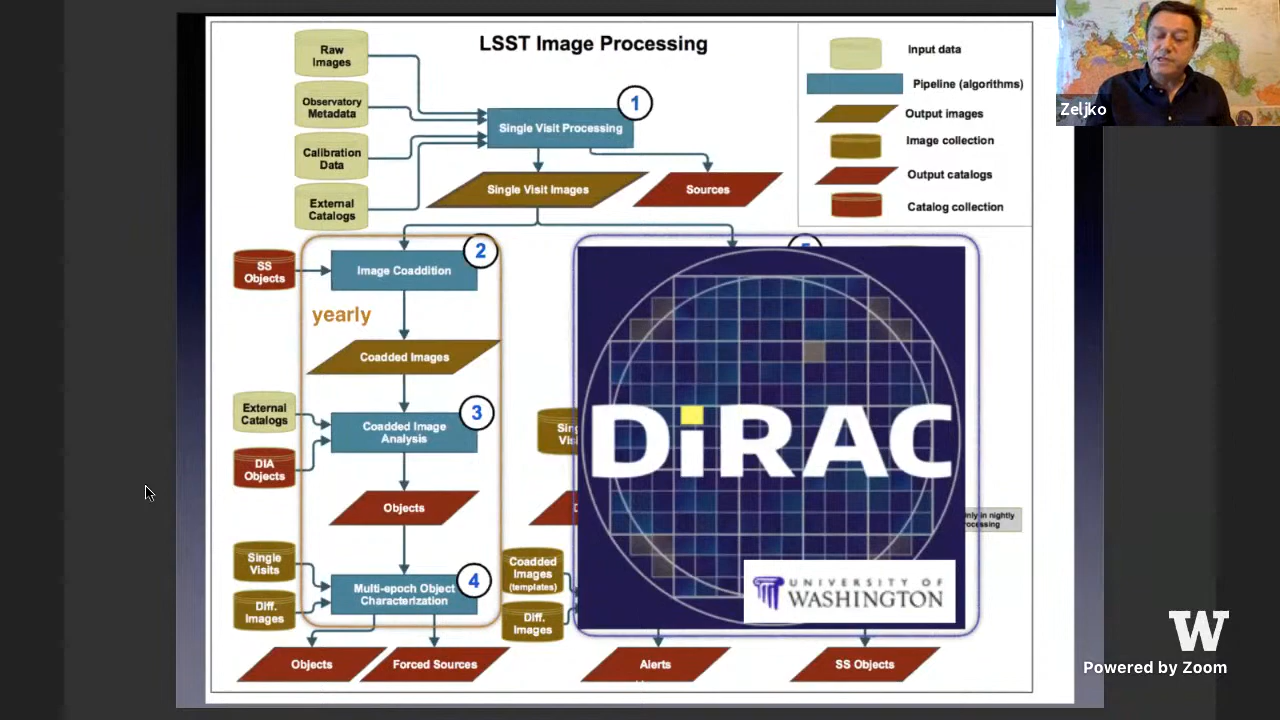 LSST Image Processing
Raw
Images
Observatory
Metadata
Calibration
Data
External
Catalogs
1
Single Visit Processing
Single Visit Images
Sources
Input data
Pipeline (algorithms)
Output images
Image collection
Output catalogs
Catalog collection
Zeljko
SS
Objects
2
Image Coaddition
yearly
Coadded Images
External
Catalogs
DIA
Objects
3
Coadded Image
Analysis
Objects
Single
Visits
Diff.
Images
4
Multi-epoch Object
Characterization
Objects
Forced Sources
Coadded
Images
(templates)
Diff.
Images
DiRAC
UNIVERSITY OF
WASHINGTON
in nightly
Alerts
SS Objects
W
Powered by Zoom